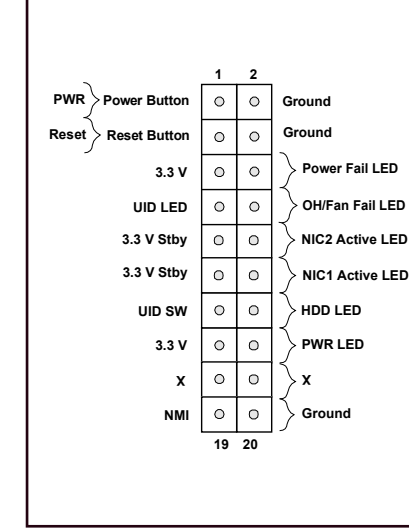 1 2
PWR Power Button Ground
Reset Reset Button Ground
3.3 V Power Fail LED
UID LED OH/Fan Fail LED
3.3 V Stby NIC2 Active LED
3.3 V Stby NIC1 Active LED
UID SW HDD LED
3.3 V PWR LED
X X
NMI Ground
19 20